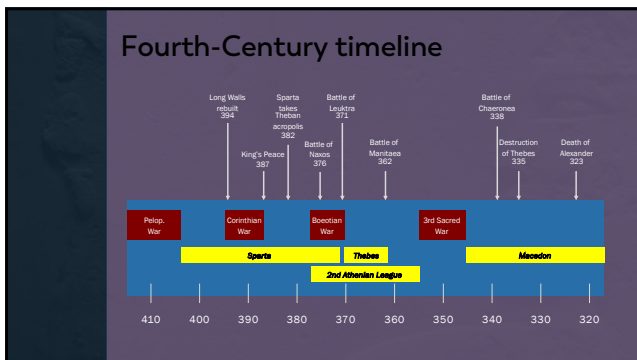 Fourth-Century timeline
Long Walls
rebuilt
394
King's Peace
387
Sparta
takes
Theban
acropolis
382
Battle of
Naxos
376
Battle of
Leuktra
371
Battle of
Manitaea
362
Battle of
Chaeronea
338
Destruction
of Thebes
335
Death of
Alexander
323
Pelop.
War
Corinthian
War
Boeotian
War
3rd Sacred
War
Sparta
Thebes
Macedon
2nd Athenian League
410 400 390 380 370 360 350 340 330 320